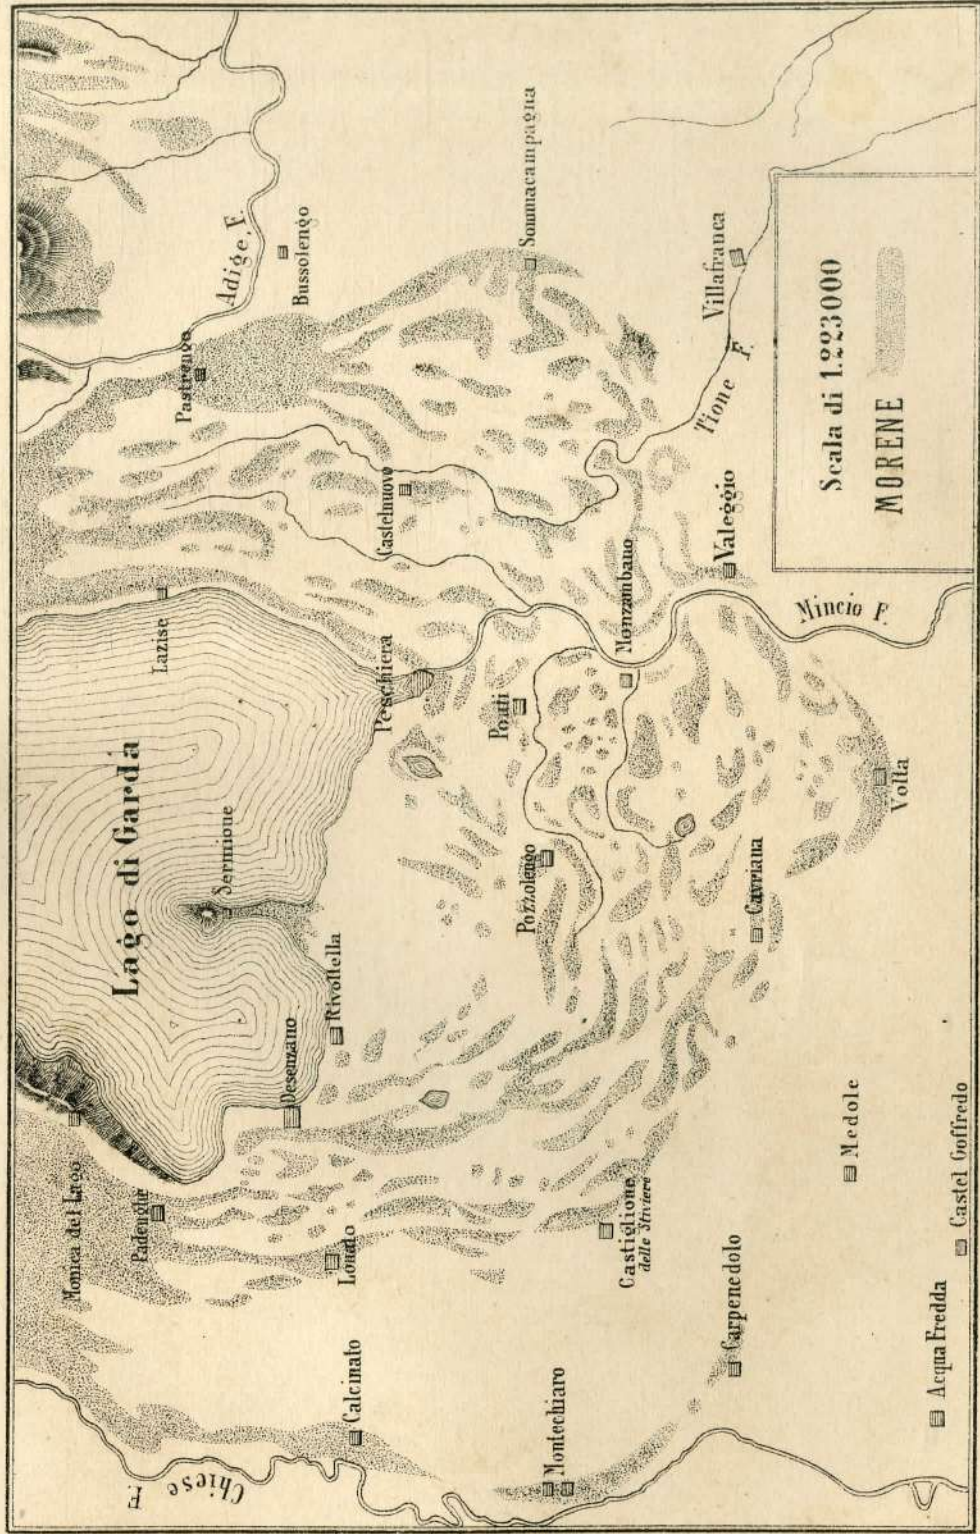 Monica del Lago
Lago di Garda
Padenghe
Lazise
Pastrengo
Chiese F.
Sermione
Adige. F.
Desenzano
Bussolengo
Rivoltella
Lonato
Calcinato
Peschiera
Castelnuovo
Ponti
Pozzolengo
Sommacampagna
Montechiaro
Monzambano
Castiglione
delle Stiviere
Villafranca
Tione F.
Valeggio
Carpenedolo
Cavriana
Scala di 1.223000
Mincio F.
Medole
MORENE
Volta
Acqua Fredda
Castel Goffredo